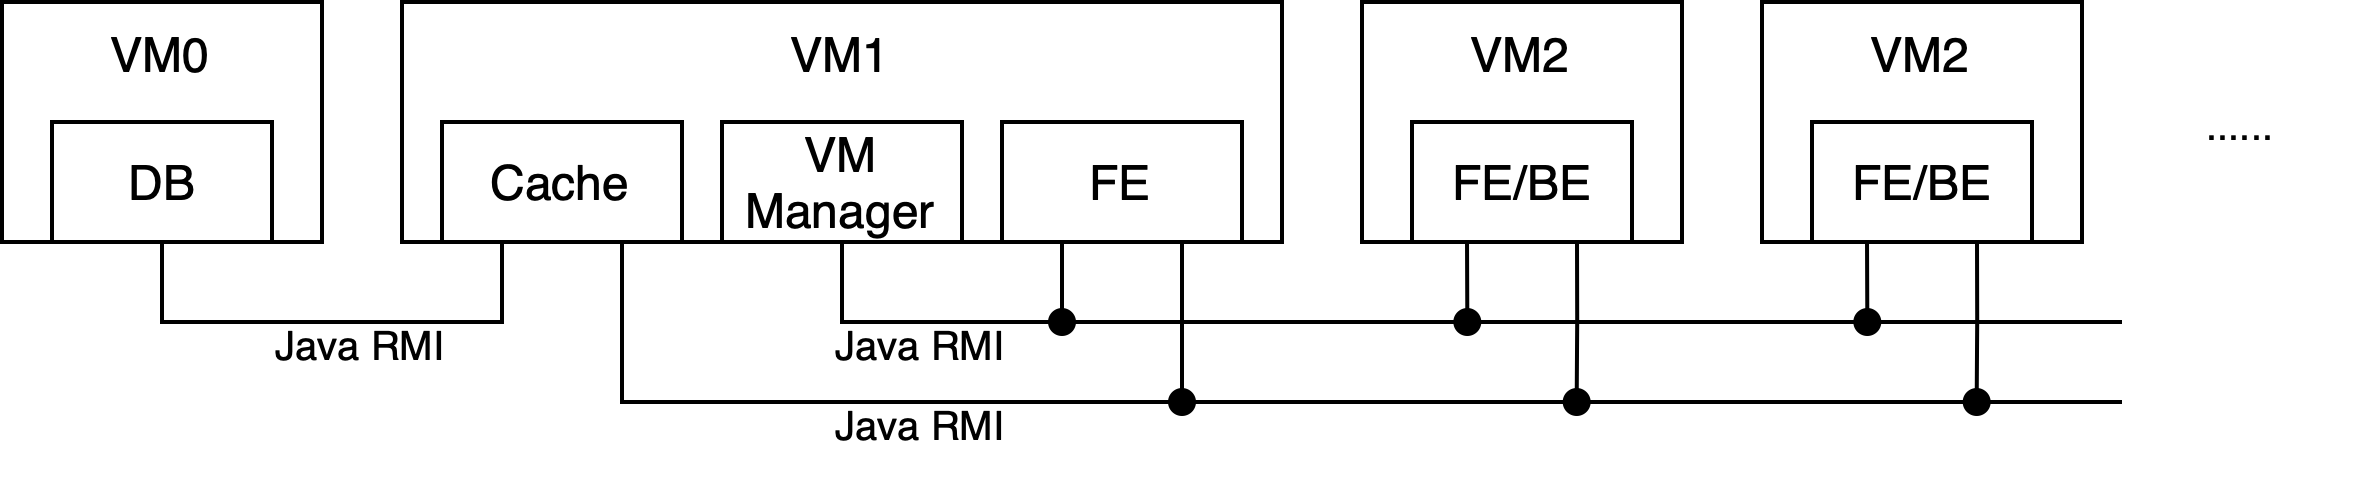 VM0
VM1
VM2
VM2
DB
Cache
VM
Manager
FE
FE/BE
FE/BE
......
Java RMI
Java RMI
Java RMI